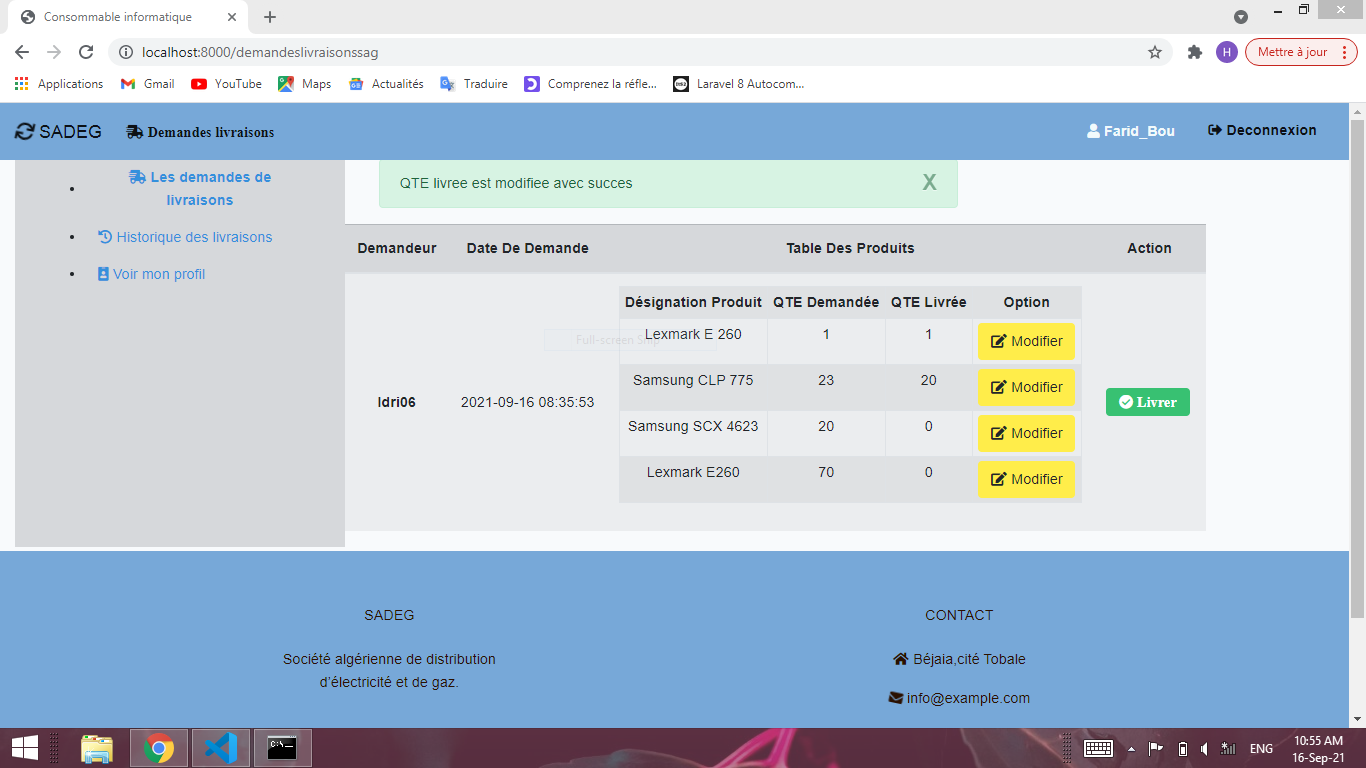 Consommable informatique
localhost:8000/demandeslivraisonssag
H
Mettre à jour
Applications
Gmail
YouTube
Maps
Actualités
Traduire
Comprenez la réfle...
Laravel 8 Autocom...
SADEG
Demandes livraisons
Farid_Bou
Deconnexion
Les demandes de
livraisons
Historique des livraisons
Voir mon profil
QTE livree est modifiee avec succes
X
Demandeur Date De Demande Table Des Produits Action
Désignation Produit QTE Demandée QTE Livrée Option
Full-screen Snip
Lexmark E 260 1 1 Modifier
Samsung CLP 775 23 20 Modifier
Idri06 2021-09-16 08:35:53 Livrer
Samsung SCX 4623 20 0 Modifier
Lexmark E260 70 0 Modifier
SADEG
Société algérienne de distribution
d'électricité et de gaz.
CONTACT
Béjaia,cité Tobale
info@example.com
C:\._
ENG
10:55 AM
16-Sep-21